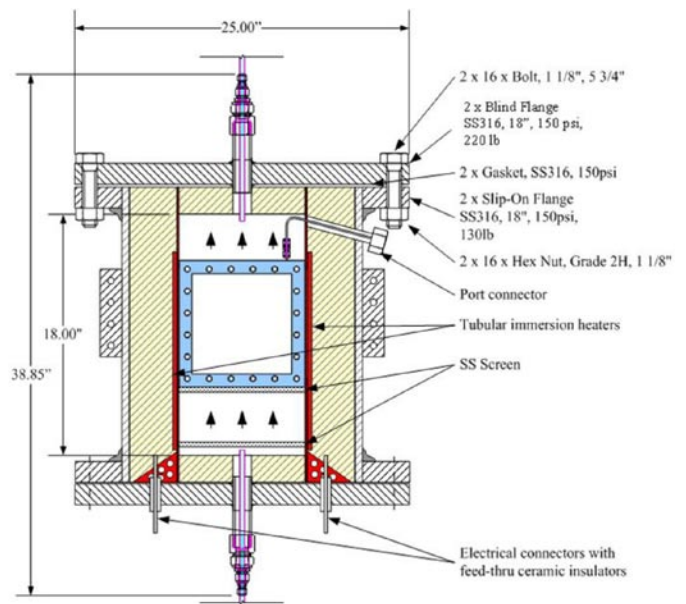 25.00"
2 x 16 x Bolt, 1 1/8", 5 3/4"
2 x Blind Flange
SS316, 18", 150 psi,
220 lb
2 x Gasket, SS316, 150psi
2 x Slip-On Flange
SS316, 18", 150psi,
130lb
2 x 16 x Hex Nut, Grade 2H, 1 1/8"
Port connector
18.00"
Tubular immersion heaters
38.85"
SS Screen
Electrical connectors with
feed-thru ceramic insulators